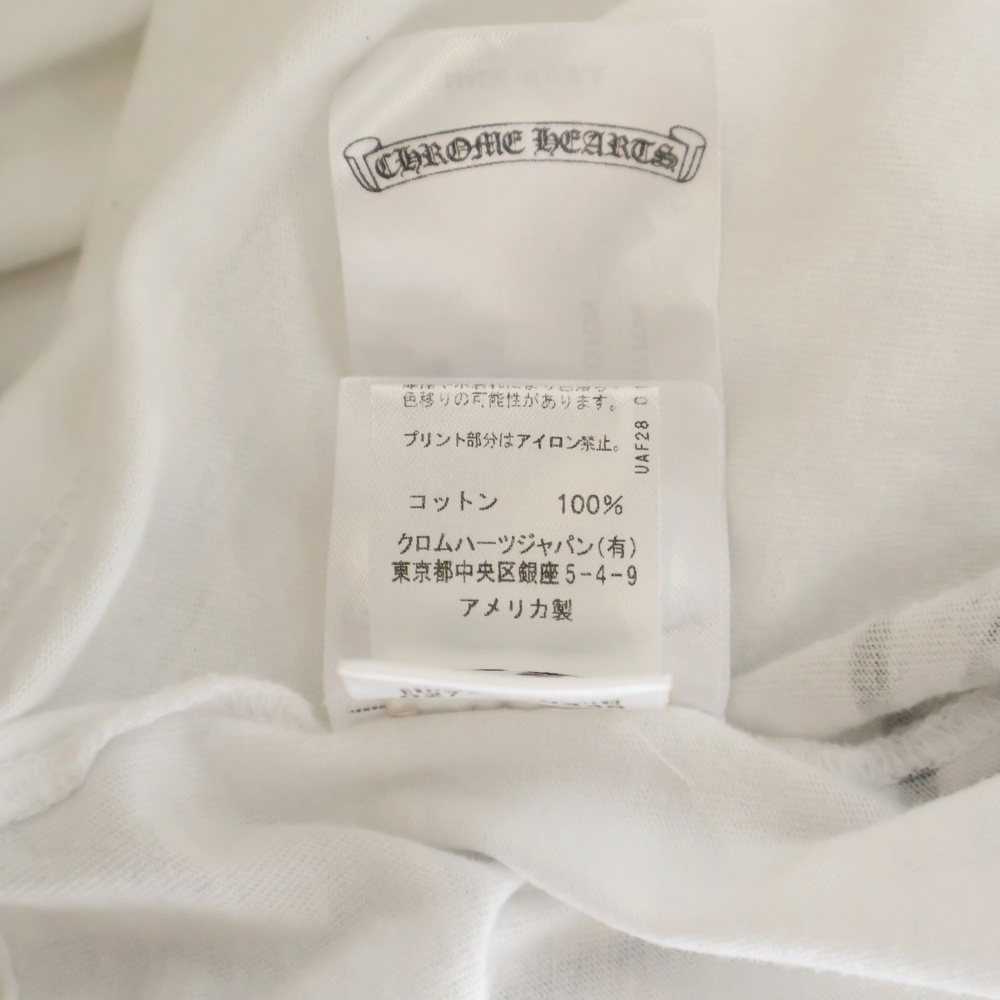 CHROME HEARTS
色移りの可能性があります。
プリント部分はアイロン禁止。
UAF28
コットン 100%
クロムハーツジャパン(有)
東京都中央区銀座5-4-9
アメリカ製